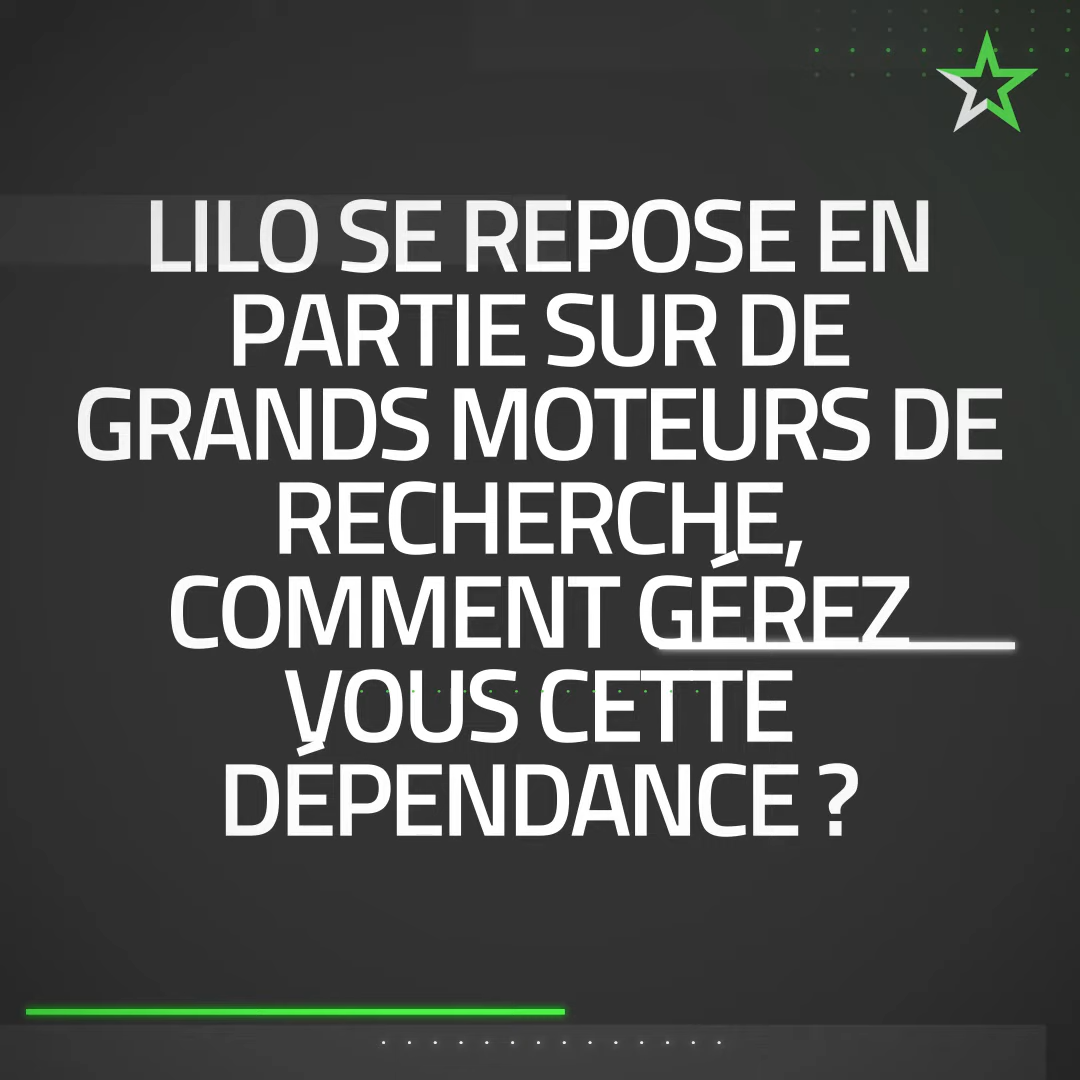 LILO SE REPOSE EN
PARTIE SUR DE
GRANDS MOTEURS DE
RECHERCHE,
COMMENT GÉREZ
VOUS CETTE
DÉPENDANCE ?